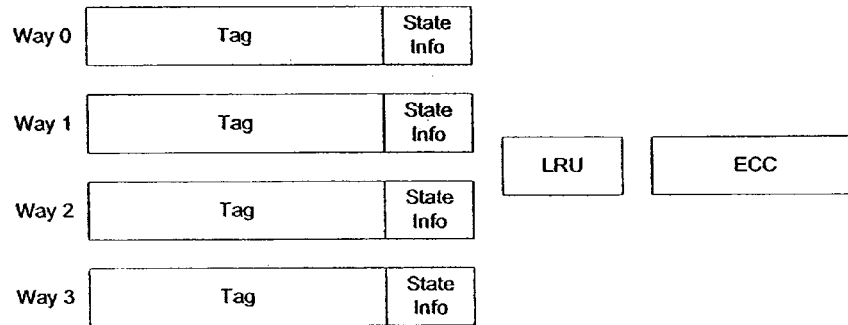 Way 0
Tag
State
Info
Way 1
Tag
State
Info
LRU
ECC
Way 2
Tag
State
Info
Way 3
Tag
State
Info